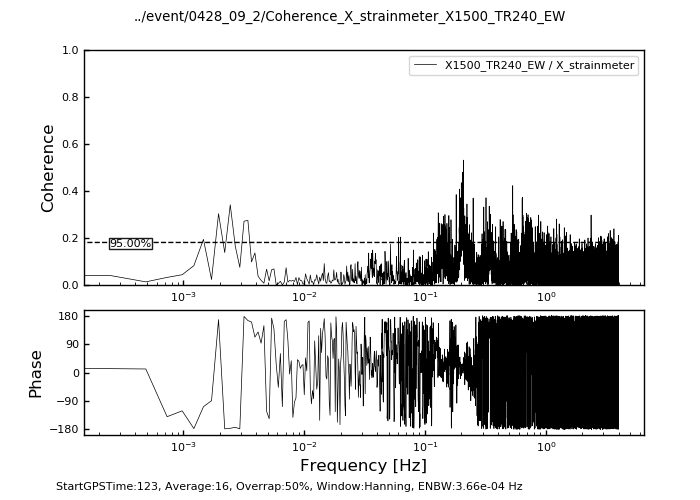 ../event/0428_09_2/Coherence_X_strainmeter_X1500_TR240_EW
1.0
0.8
0.6
0.4
0.2
0.0
Coherence
X1500_TR240_EW / X_strainmeter
95.00%
10⁻³ 10⁻² 10⁻¹ 10⁰
180
90
0
−90
−180
Phase
10⁻³ 10⁻² 10⁻¹ 10⁰
Frequency [Hz]
StartGPSTime:123, Average:16, Overrap:50%, Window:Hanning, ENBW:3.66e-04 Hz